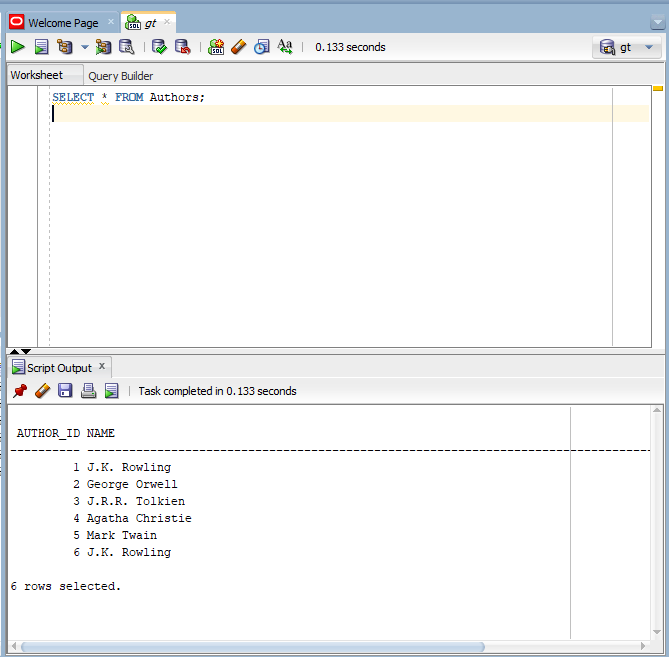 Welcome Page gt
0.133 seconds gt
Worksheet Query Builder
SELECT * FROM Authors;
Script Output
Task completed in 0.133 seconds
AUTHOR_ID NAME
---------- --------------------------------------------------------------------------------
1 J.K. Rowling
2 George Orwell
3 J.R.R. Tolkien
4 Agatha Christie
5 Mark Twain
6 J.K. Rowling
6 rows selected.